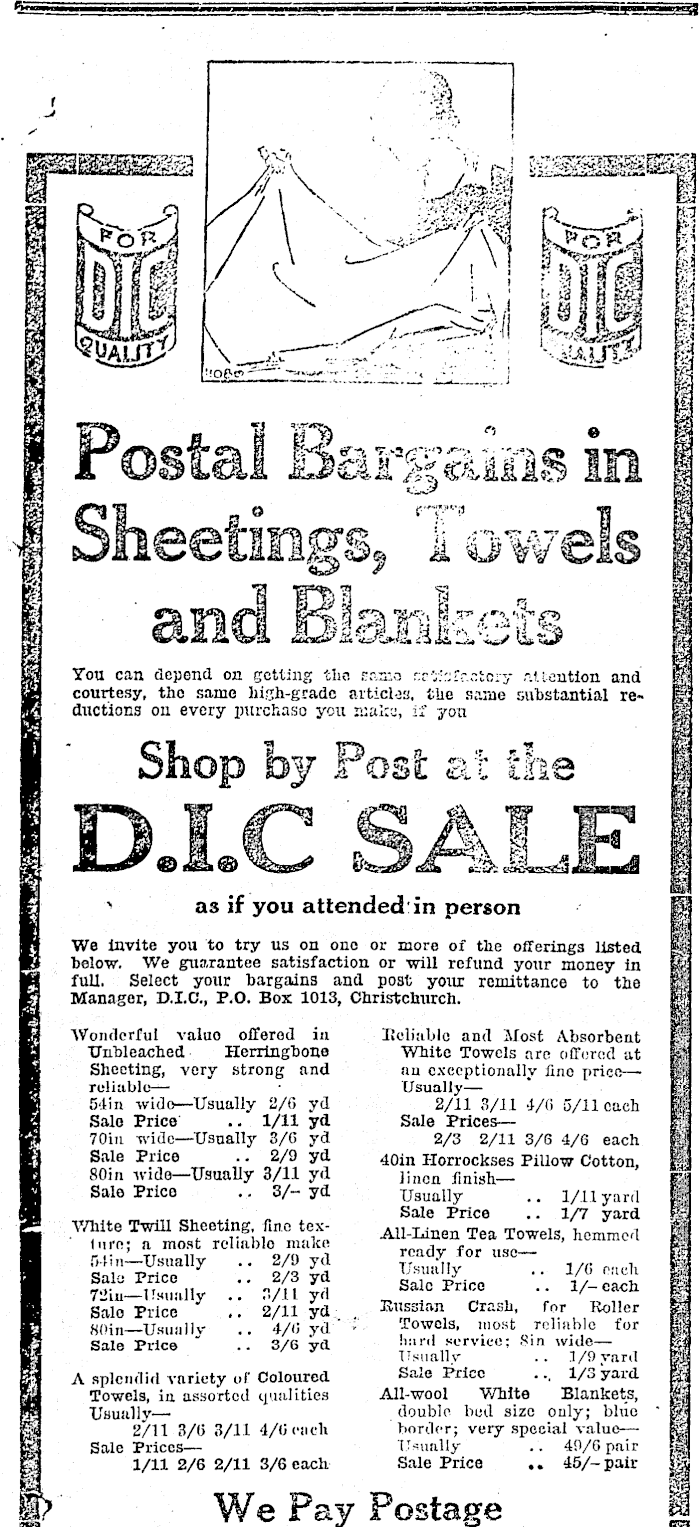 FOR
DIC
QUALITY
FOR
DIC
QUALITY
Postal Bargains in
Sheetings, Towels
and Blankets
You can depend on getting the same satisfactory attention and
courtesy, the same high-grade articles, the same substantial re-
ductions on every purchase you make, if you
Shop by Post at the
D.I.C SALE
as if you attended in person
We invite you to try us on one or more of the offerings listed
below. We guarantee satisfaction or will refund your money in
full. Select your bargains and post your remittance to the
Manager, D.I.C., P.O. Box 1013, Christchurch.
Wonderful value offered in
Unbleached Herringbone
Sheeting, very strong and
reliable—
54in wide—Usually 2/6 yd
Sale Price .. 1/11 yd
70in wide—Usually 3/6 yd
Sale Price .. 2/9 yd
80in wide—Usually 3/11 yd
Sale Price .. 3/- yd
White Twill Sheeting, fine tex-
ture; a most reliable make
54in—Usually .. 2/9 yd
Sale Price .. 2/3 yd
72in—Usually .. 3/11 yd
Sale Price .. 2/11 yd
80in—Usually .. 4/6 yd
Sale Price .. 3/6 yd
A splendid variety of Coloured
Towels, in assorted qualities
Usually—
2/11 3/6 3/11 4/6 each
Sale Prices—
1/11 2/6 2/11 3/6 each
Reliable and Most Absorbent
White Towels are offered at
an exceptionally fine price—
Usually—
2/11 3/11 4/6 5/11 each
Sale Prices—
2/3 2/11 3/6 4/6 each
40in Horrockses Pillow Cotton,
linen finish—
Usually .. 1/11 yard
Sale Price .. 1/7 yard
All-Linen Tea Towels, hemmed
ready for use—
Usually .. 1/6 each
Sale Price .. 1/- each
Russian Crash, for Roller
Towels, most reliable for
hard service; 8in wide—
Usually .. 1/9 yard
Sale Price .. 1/3 yard
All-wool White Blankets,
double bed size only; blue
border; very special value—
Usually .. 49/6 pair
Sale Price .. 45/- pair
We Pay Postage